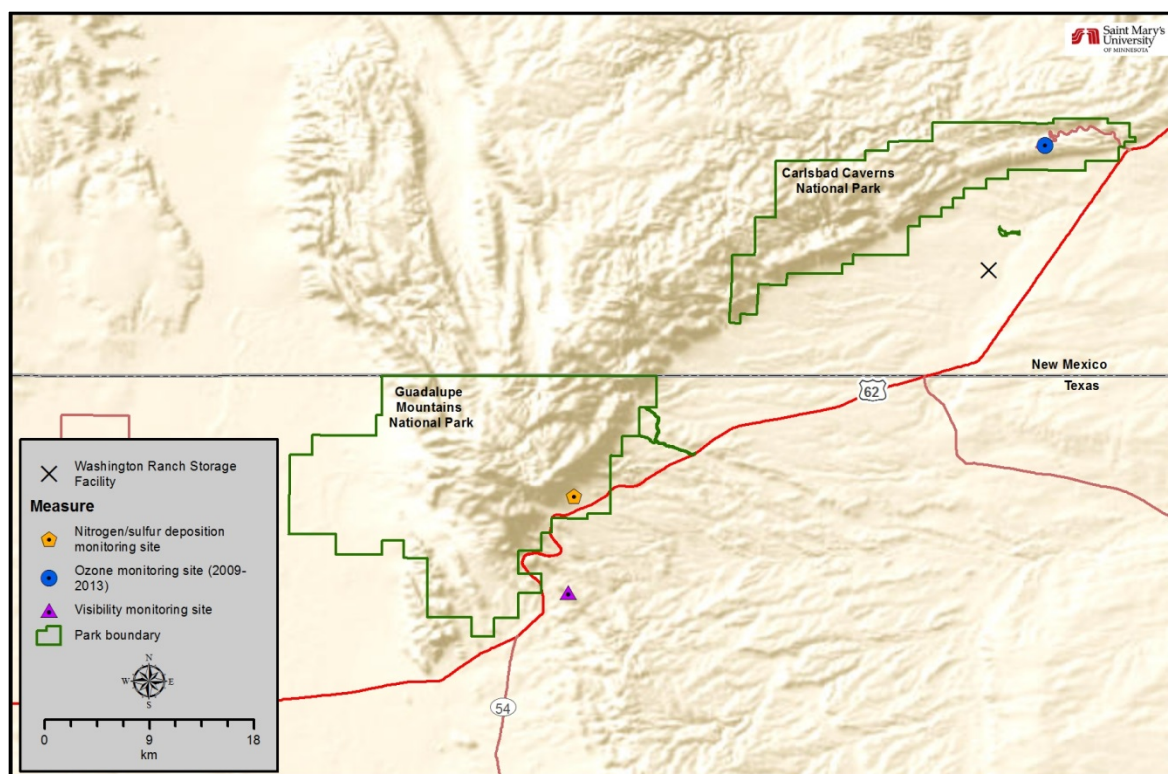 Saint Mary's
University
OF MINNESOTA
Carlsbad Caverns
National Park
New Mexico
Texas
62
Guadalupe
Mountains
National Park
54
Washington Ranch Storage
Facility
Measure
Nitrogen/sulfur deposition
monitoring site
Ozone monitoring site (2009-
2013)
Visibility monitoring site
Park boundary
N
W
E
S
0
9
18
km